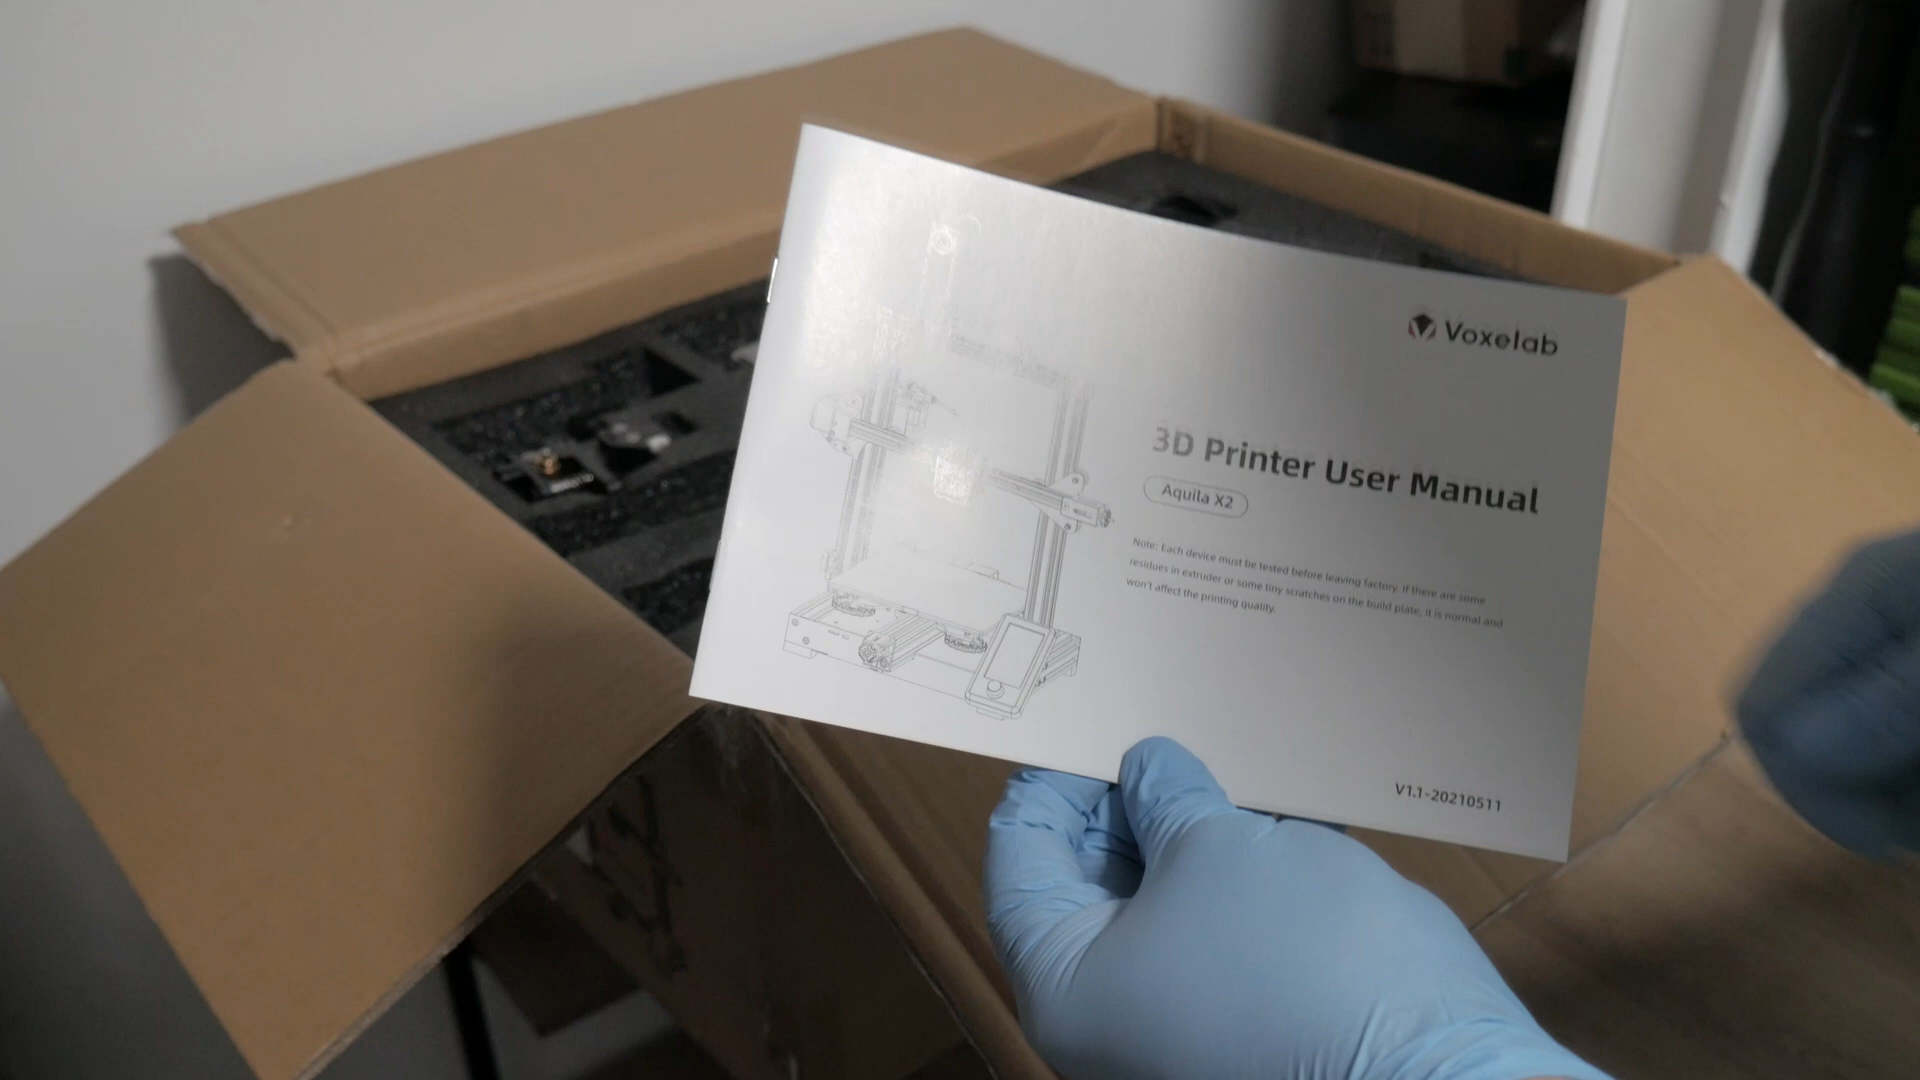 Voxelab
3D Printer User Manual
Aquila X2
Note: Each device must be tested before leaving factory. If there are some
residues in extruder or some tiny scratches on the build plate, it is normal and
won't affect the printing quality.
V1.1-20210511